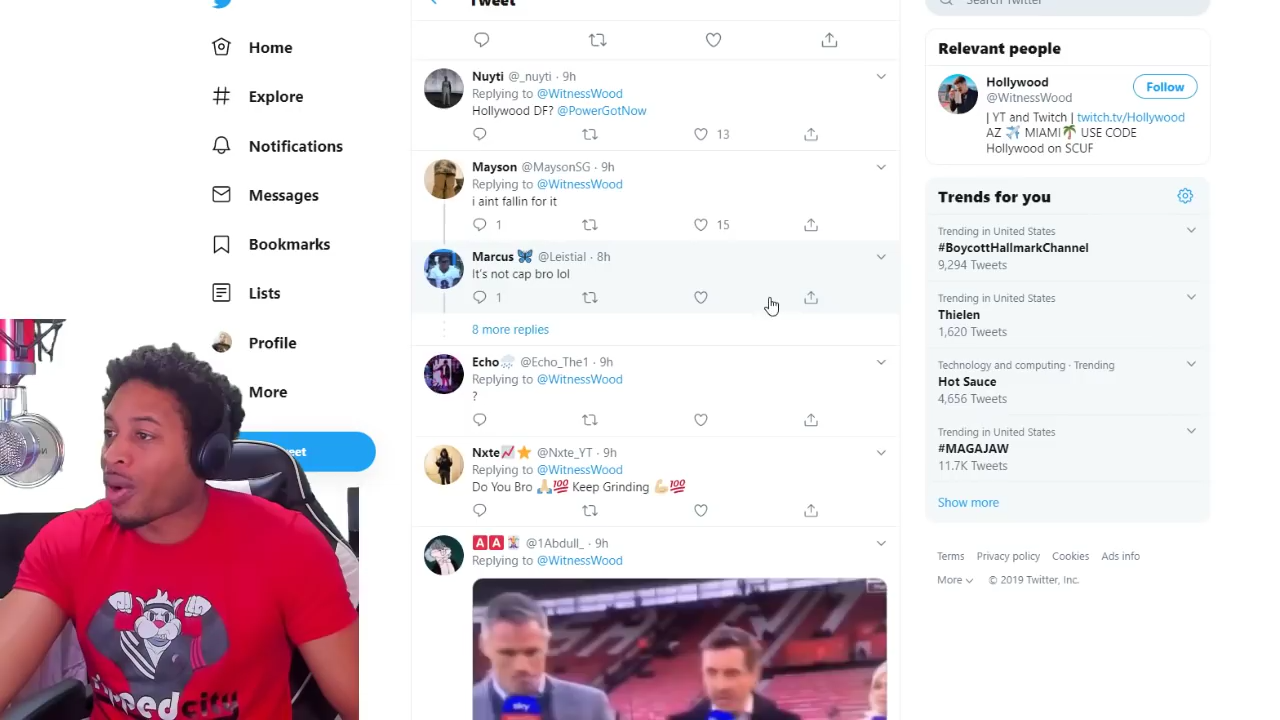 Tweet
Search Twitter
Home
Explore
Notifications
Messages
Bookmarks
Lists
Profile
More
eet
Nuyti @_nuyti · 9h
Replying to @WitnessWood
Hollywood DF? @PowerGotNow
13
Mayson @MaysonSG · 9h
Replying to @WitnessWood
i aint fallin for it
1 15
Marcus 🦋 @Leistial · 8h
It's not cap bro lol
1
8 more replies
Echo🌧 @Echo_The1 · 9h
Replying to @WitnessWood
?
Nxte📈⭐ @Nxte_YT · 9h
Replying to @WitnessWood
Do You Bro 🙏🏼💯 Keep Grinding 💪🏼💯
🅰🅰🃏 @1Abdull_ · 9h
Replying to @WitnessWood
sky
Relevant people
Hollywood
@WitnessWood
Follow
| YT and Twitch | twitch.tv/Hollywood
AZ ✈️ MIAMI🌴 USE CODE
Hollywood on SCUF
Trends for you
Trending in United States
#BoycottHallmarkChannel
9,294 Tweets
Trending in United States
Thielen
1,620 Tweets
Technology and computing · Trending
Hot Sauce
4,656 Tweets
Trending in United States
#MAGAJAW
11.7K Tweets
Show more
Terms Privacy policy Cookies Ads info
More © 2019 Twitter, Inc.